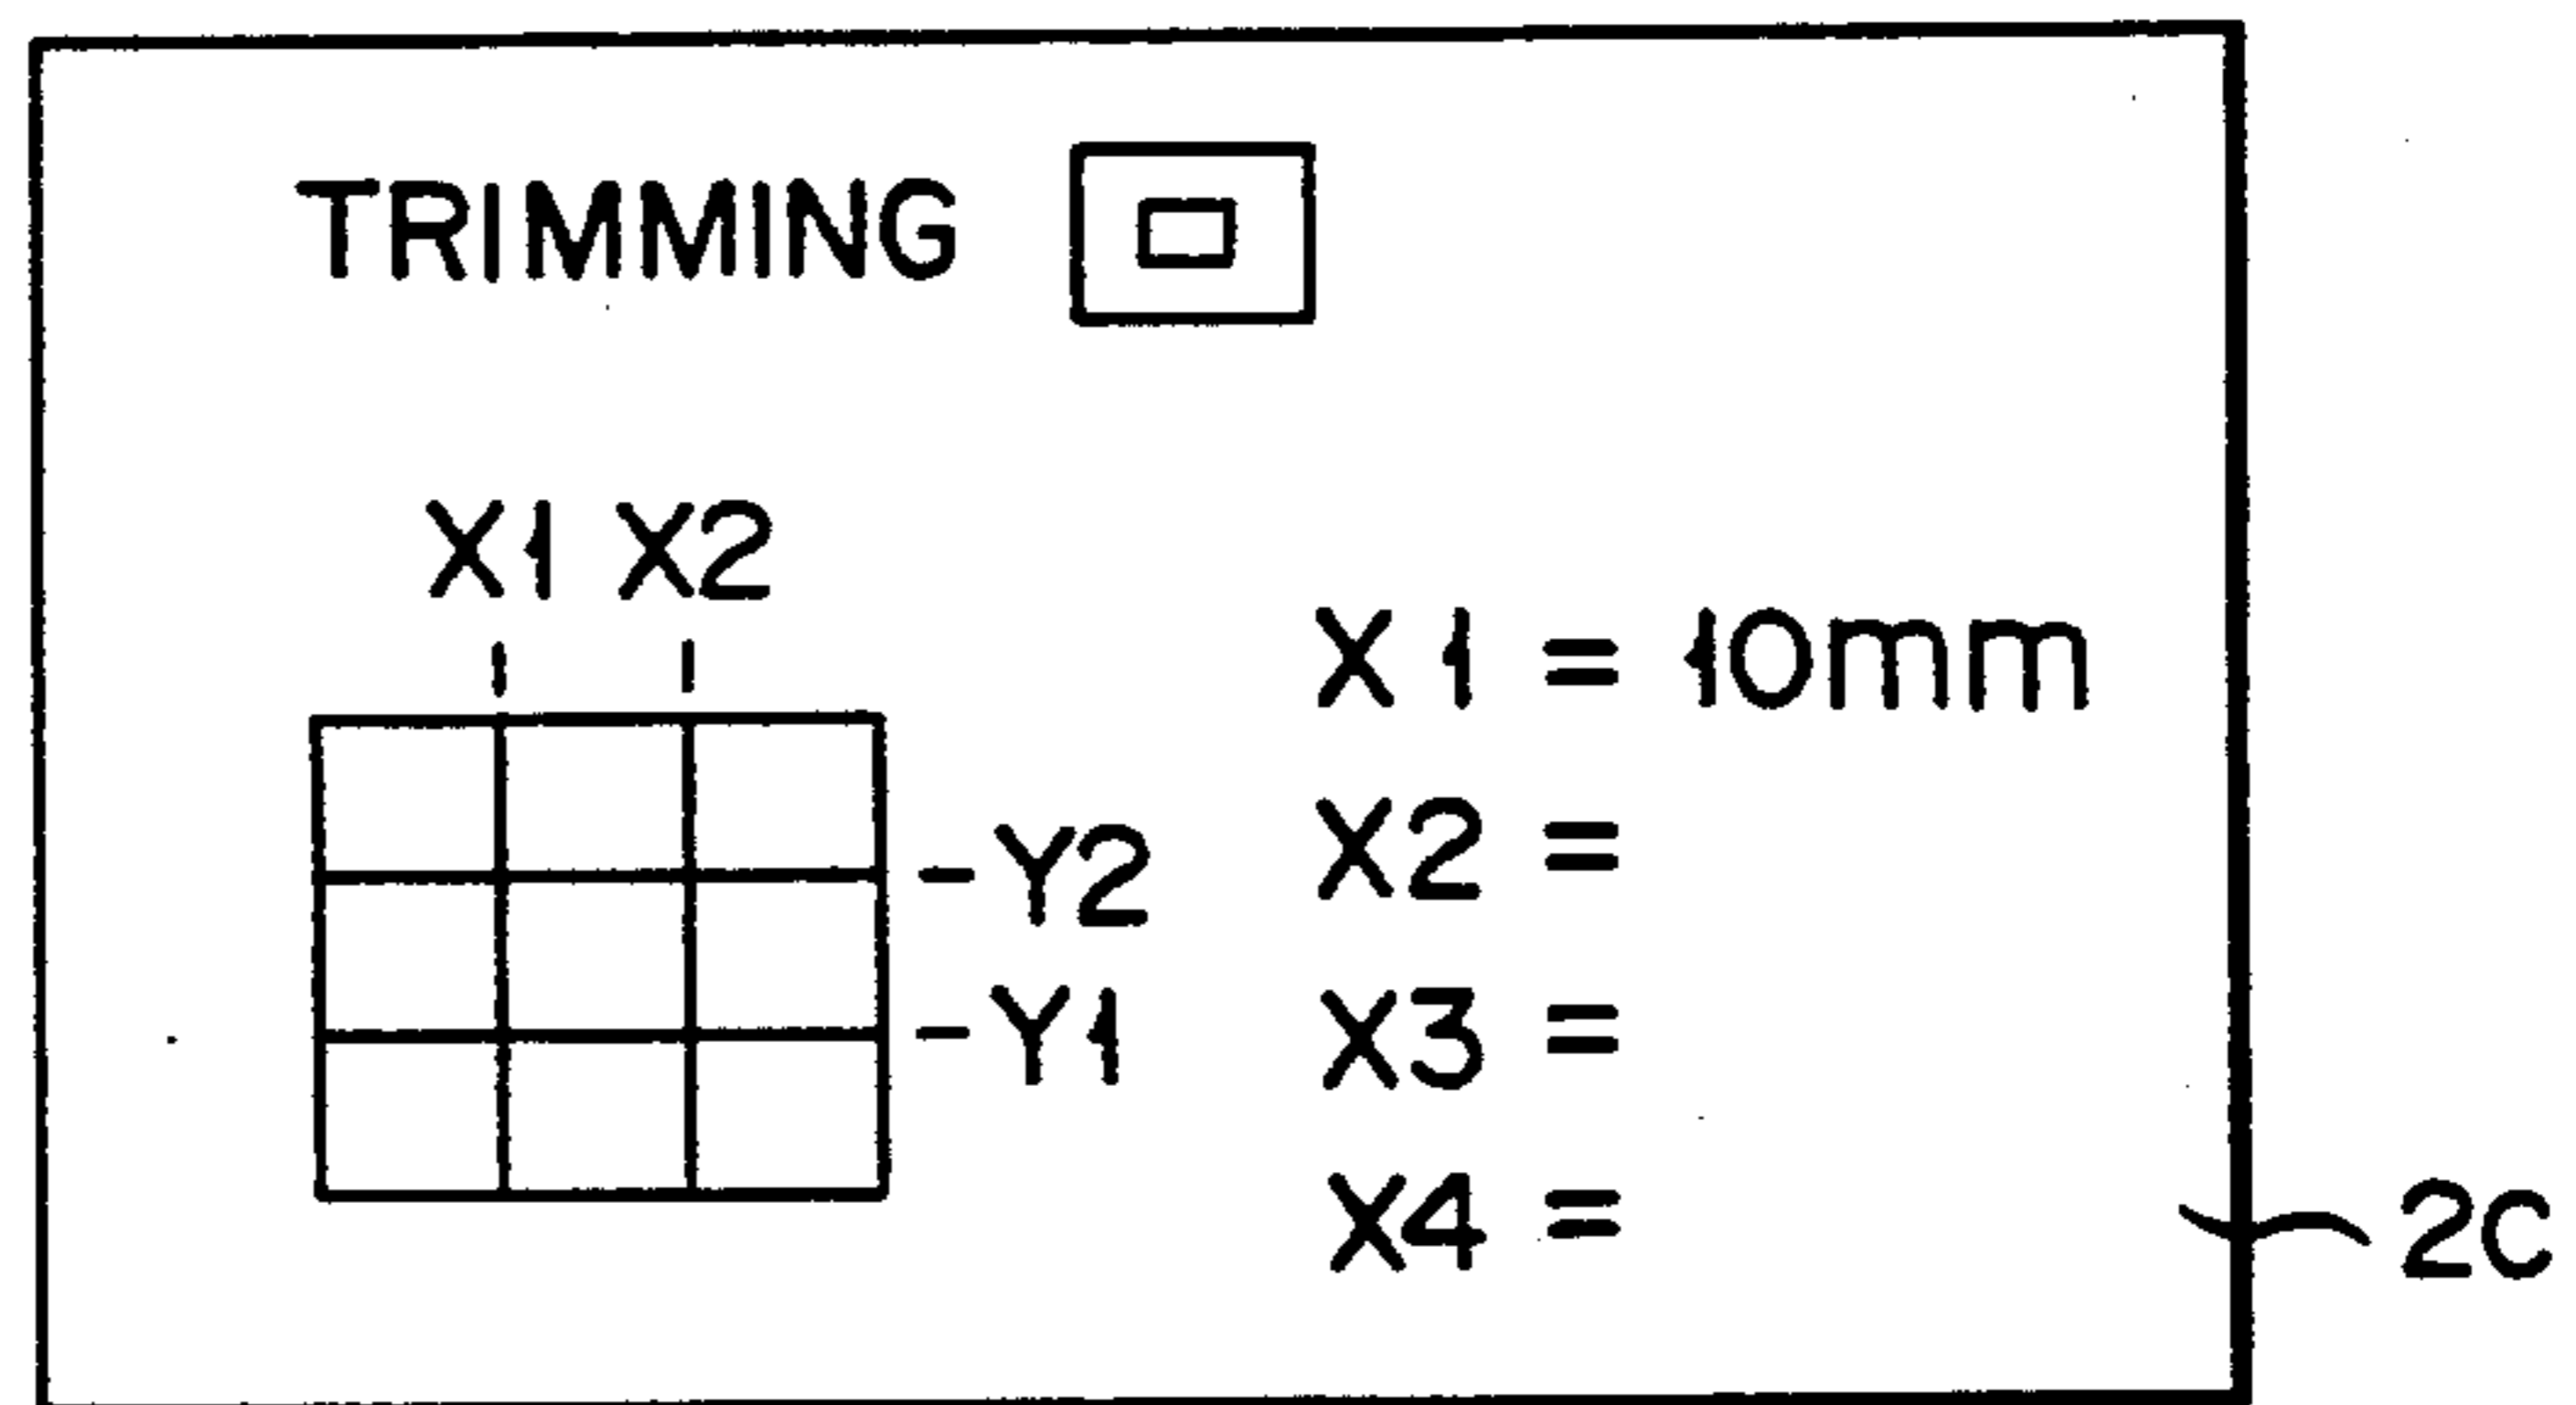 TRIMMING
X1 X2
-Y2
-Y1
X1 = 10mm
X2 =
X3 =
X4 =
2C